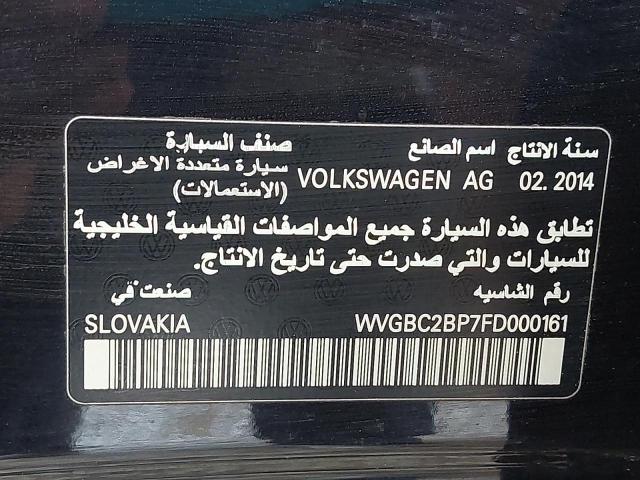 سنة الانتاج اسم الصانع صنف السيارة
سيارة متعددة الاغراض
02. 2014 VOLKSWAGEN AG (الاستعمالات)
تطابق هذه السيارة جميع المواصفات القياسية الخليجية
للسيارات والتي صدرت حتى تاريخ الانتاج.
رقم الشاسيه صنعت في
WVGBC2BP7FD000161 SLOVAKIA